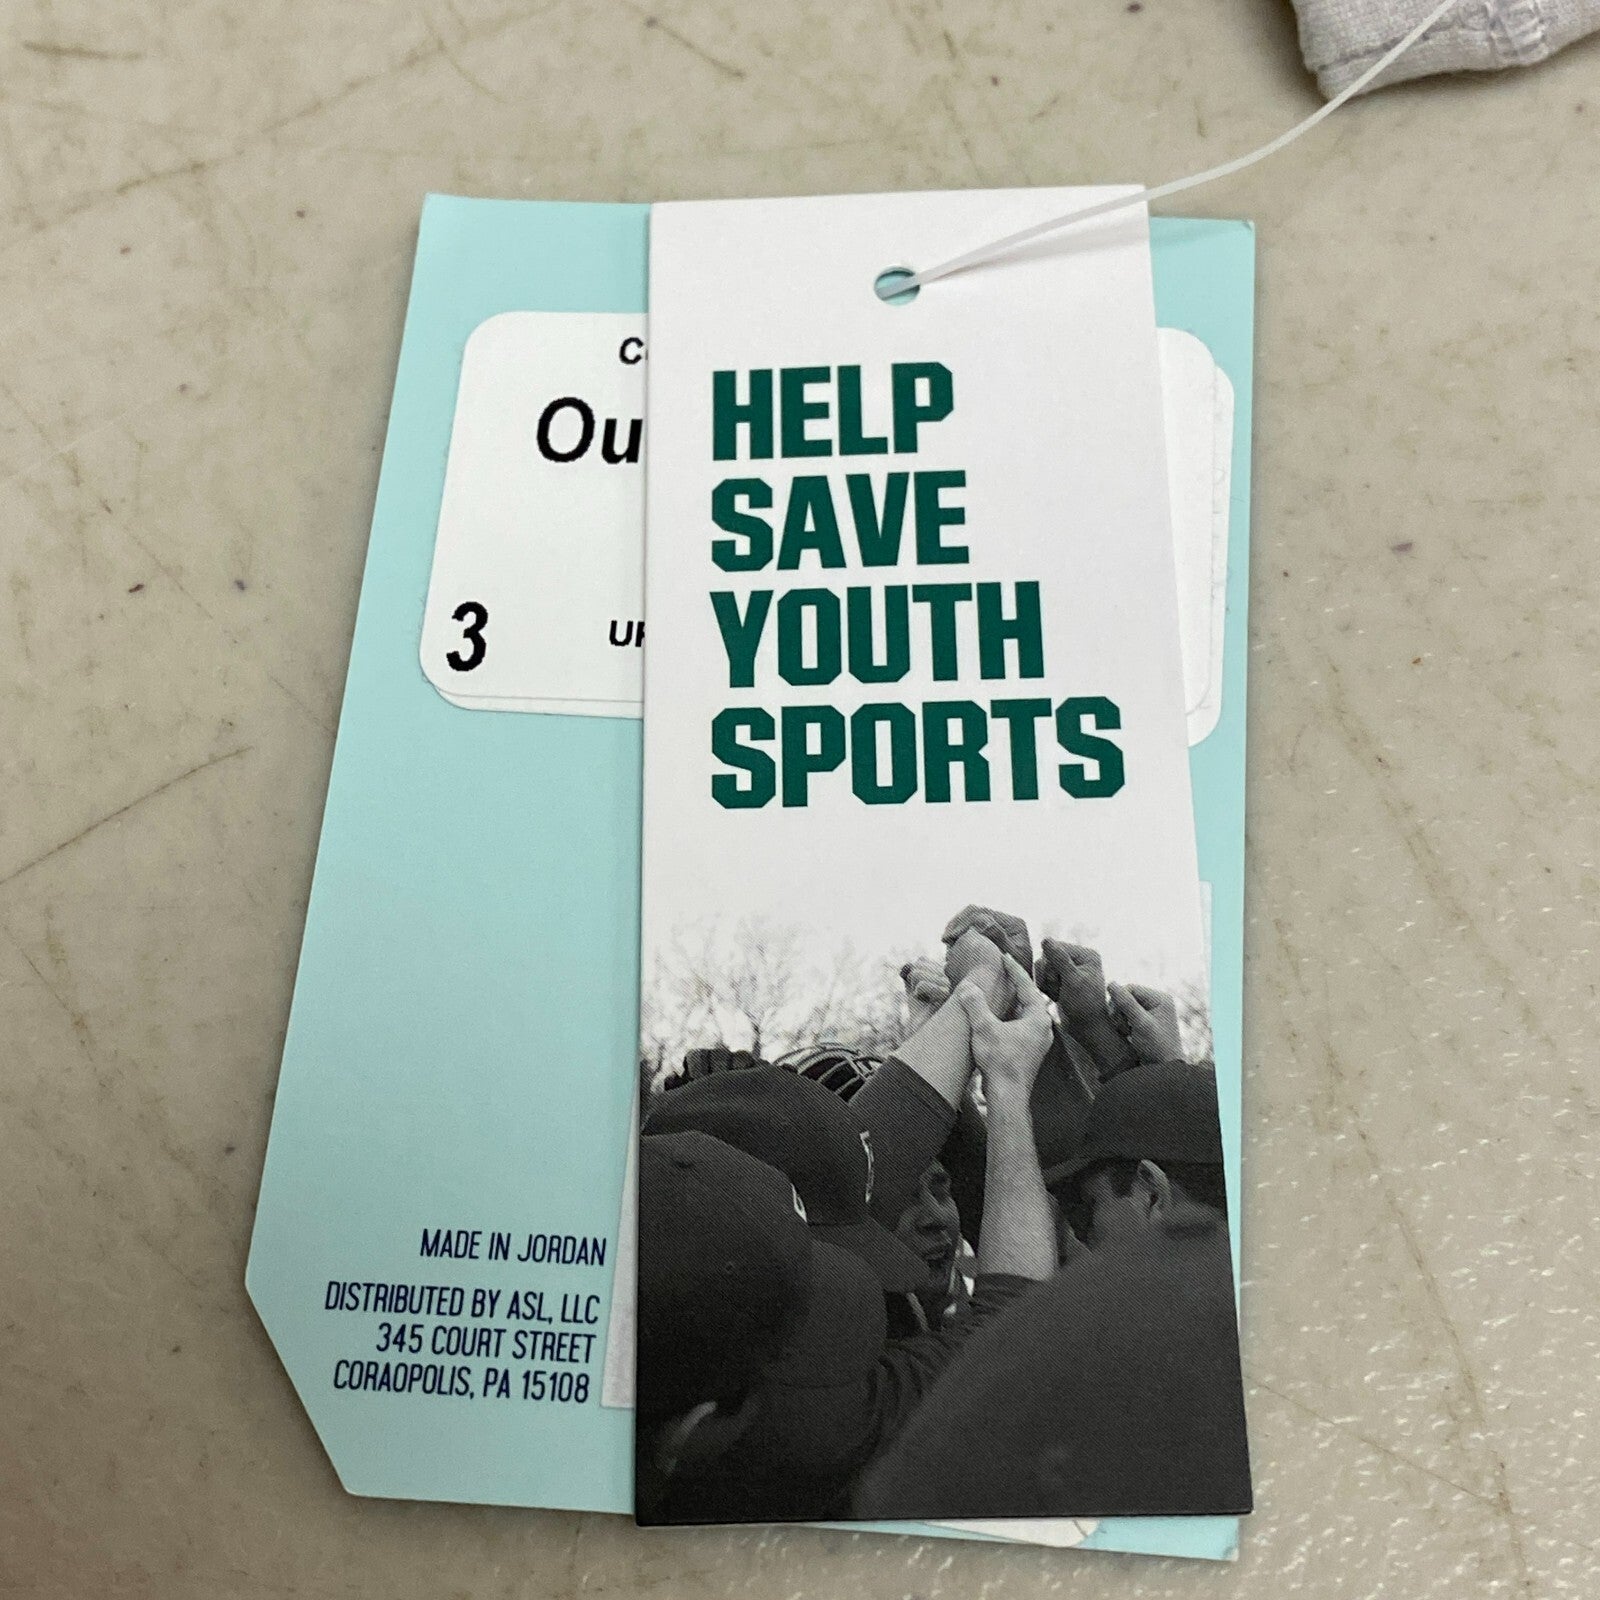 HELP
SAVE
YOUTH
SPORTS
Ou
3
MADE IN JORDAN
DISTRIBUTED BY ASL, LLC
345 COURT STREET
CORAOPOLIS, PA 15108